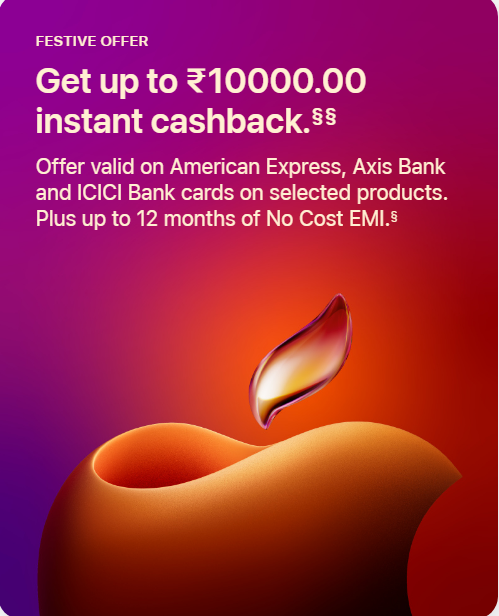 FESTIVE OFFER
Get up to ₹10000.00
instant cashback.§§
Offer valid on American Express, Axis Bank
and ICICI Bank cards on selected products.
Plus up to 12 months of No Cost EMI.§